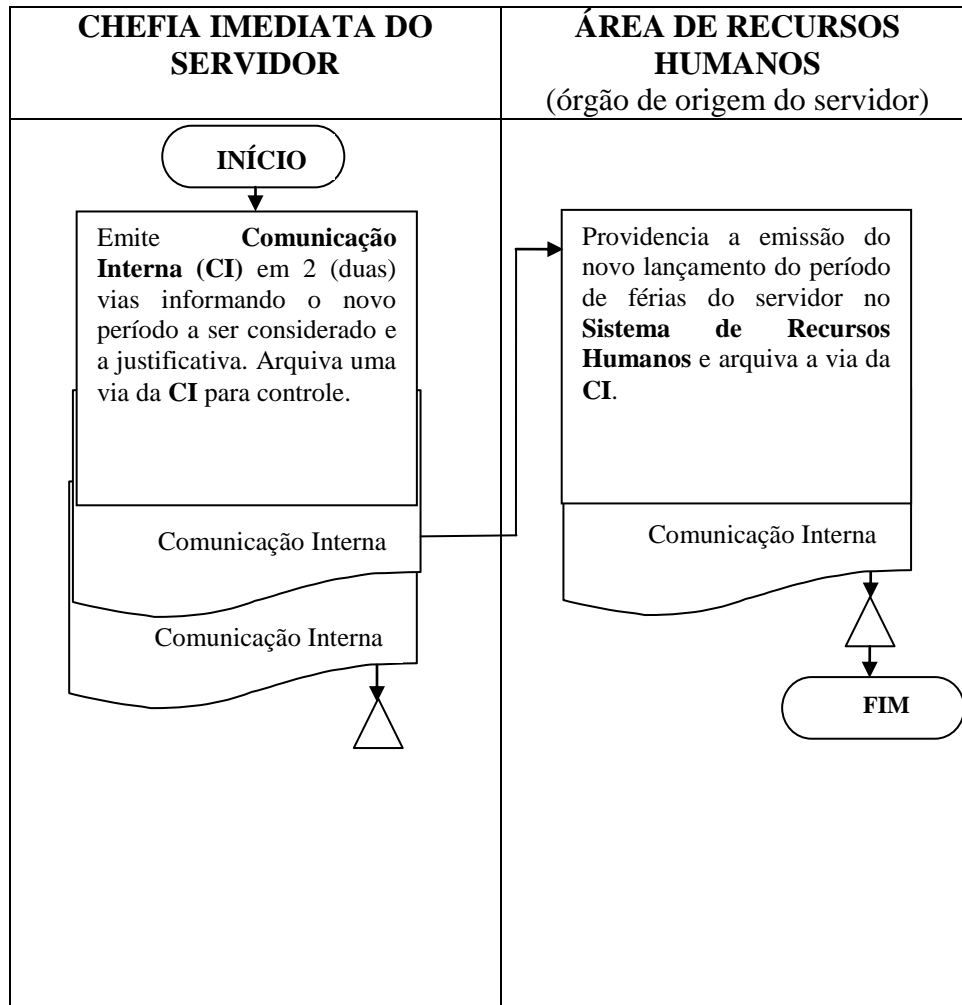 CHEFIA IMEDIATA DO
SERVIDOR
ÁREA DE RECURSOS
HUMANOS
(órgão de origem do servidor)
INÍCIO
Emite Comunicação
Interna (CI) em 2 (duas)
vias informando o novo
período a ser considerado e
a justificativa. Arquiva uma
via da CI para controle.
Comunicação Interna
Comunicação Interna
Providencia a emissão do
novo lançamento do período
de férias do servidor no
Sistema de Recursos
Humanos e arquiva a via da
CI.
Comunicação Interna
FIM